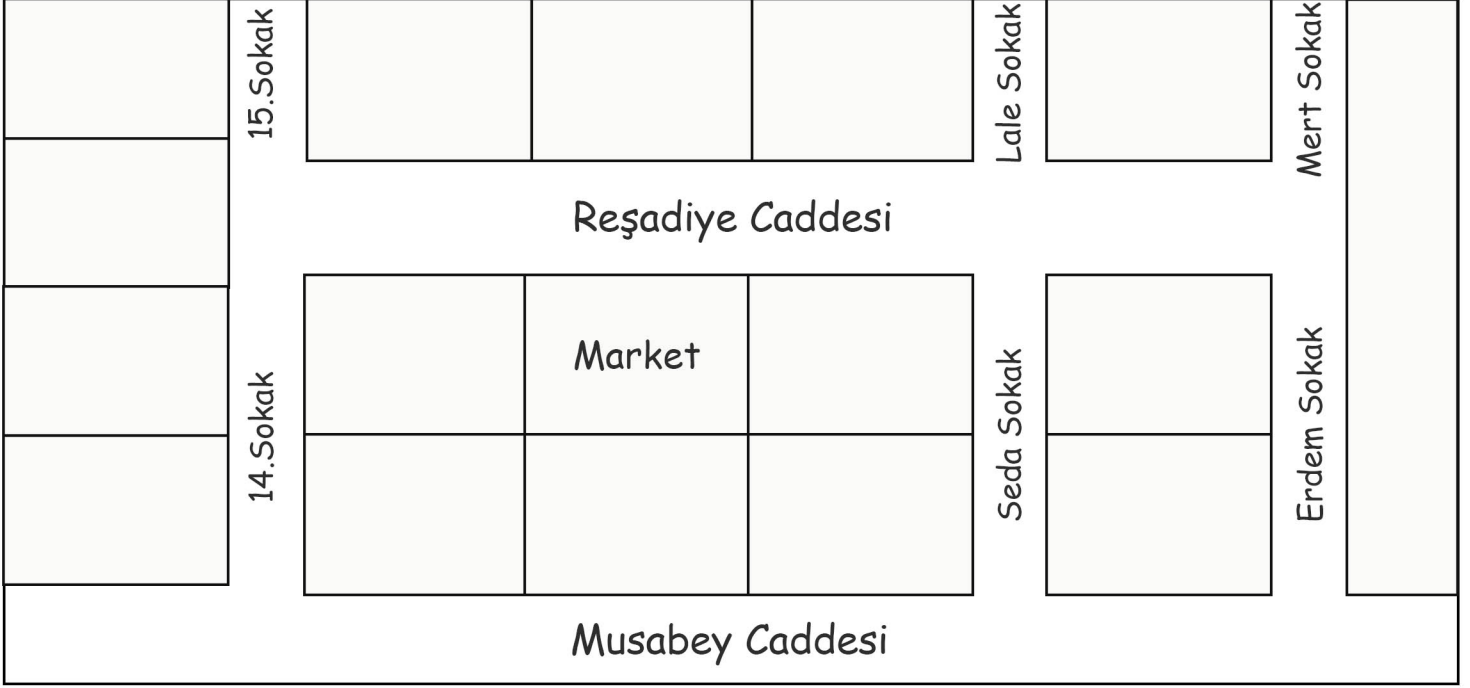 15.Sokak
Lale Sokak
Mert Sokak
Reşadiye Caddesi
Market
14.Sokak
Seda Sokak
Erdem Sokak
Musabey Caddesi